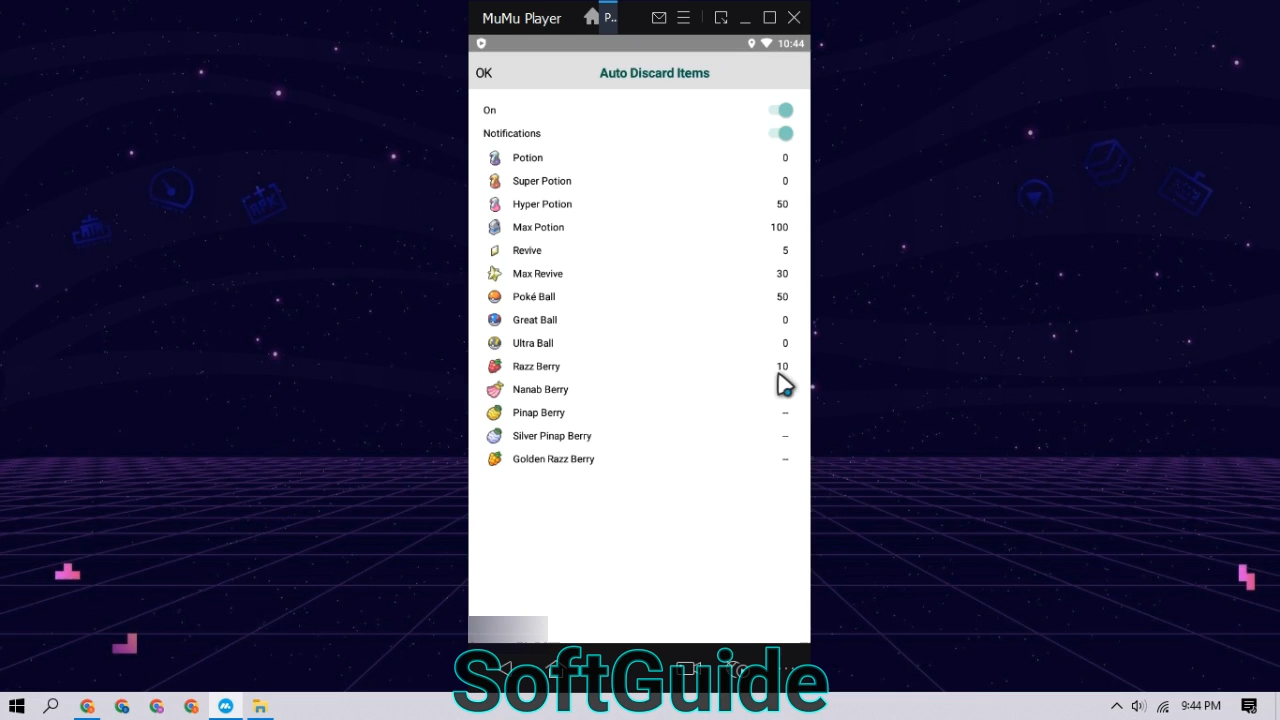 MuMu Player
P..
10:44
OK
Auto Discard Items
On
Notifications
Potion 0
Super Potion 0
Hyper Potion 50
Max Potion 100
Revive 5
Max Revive 30
Poké Ball 50
Great Ball 0
Ultra Ball 0
Razz Berry 10
Nanab Berry
Pinap Berry --
Silver Pinap Berry --
Golden Razz Berry --
SoftGuide
9:44 PM